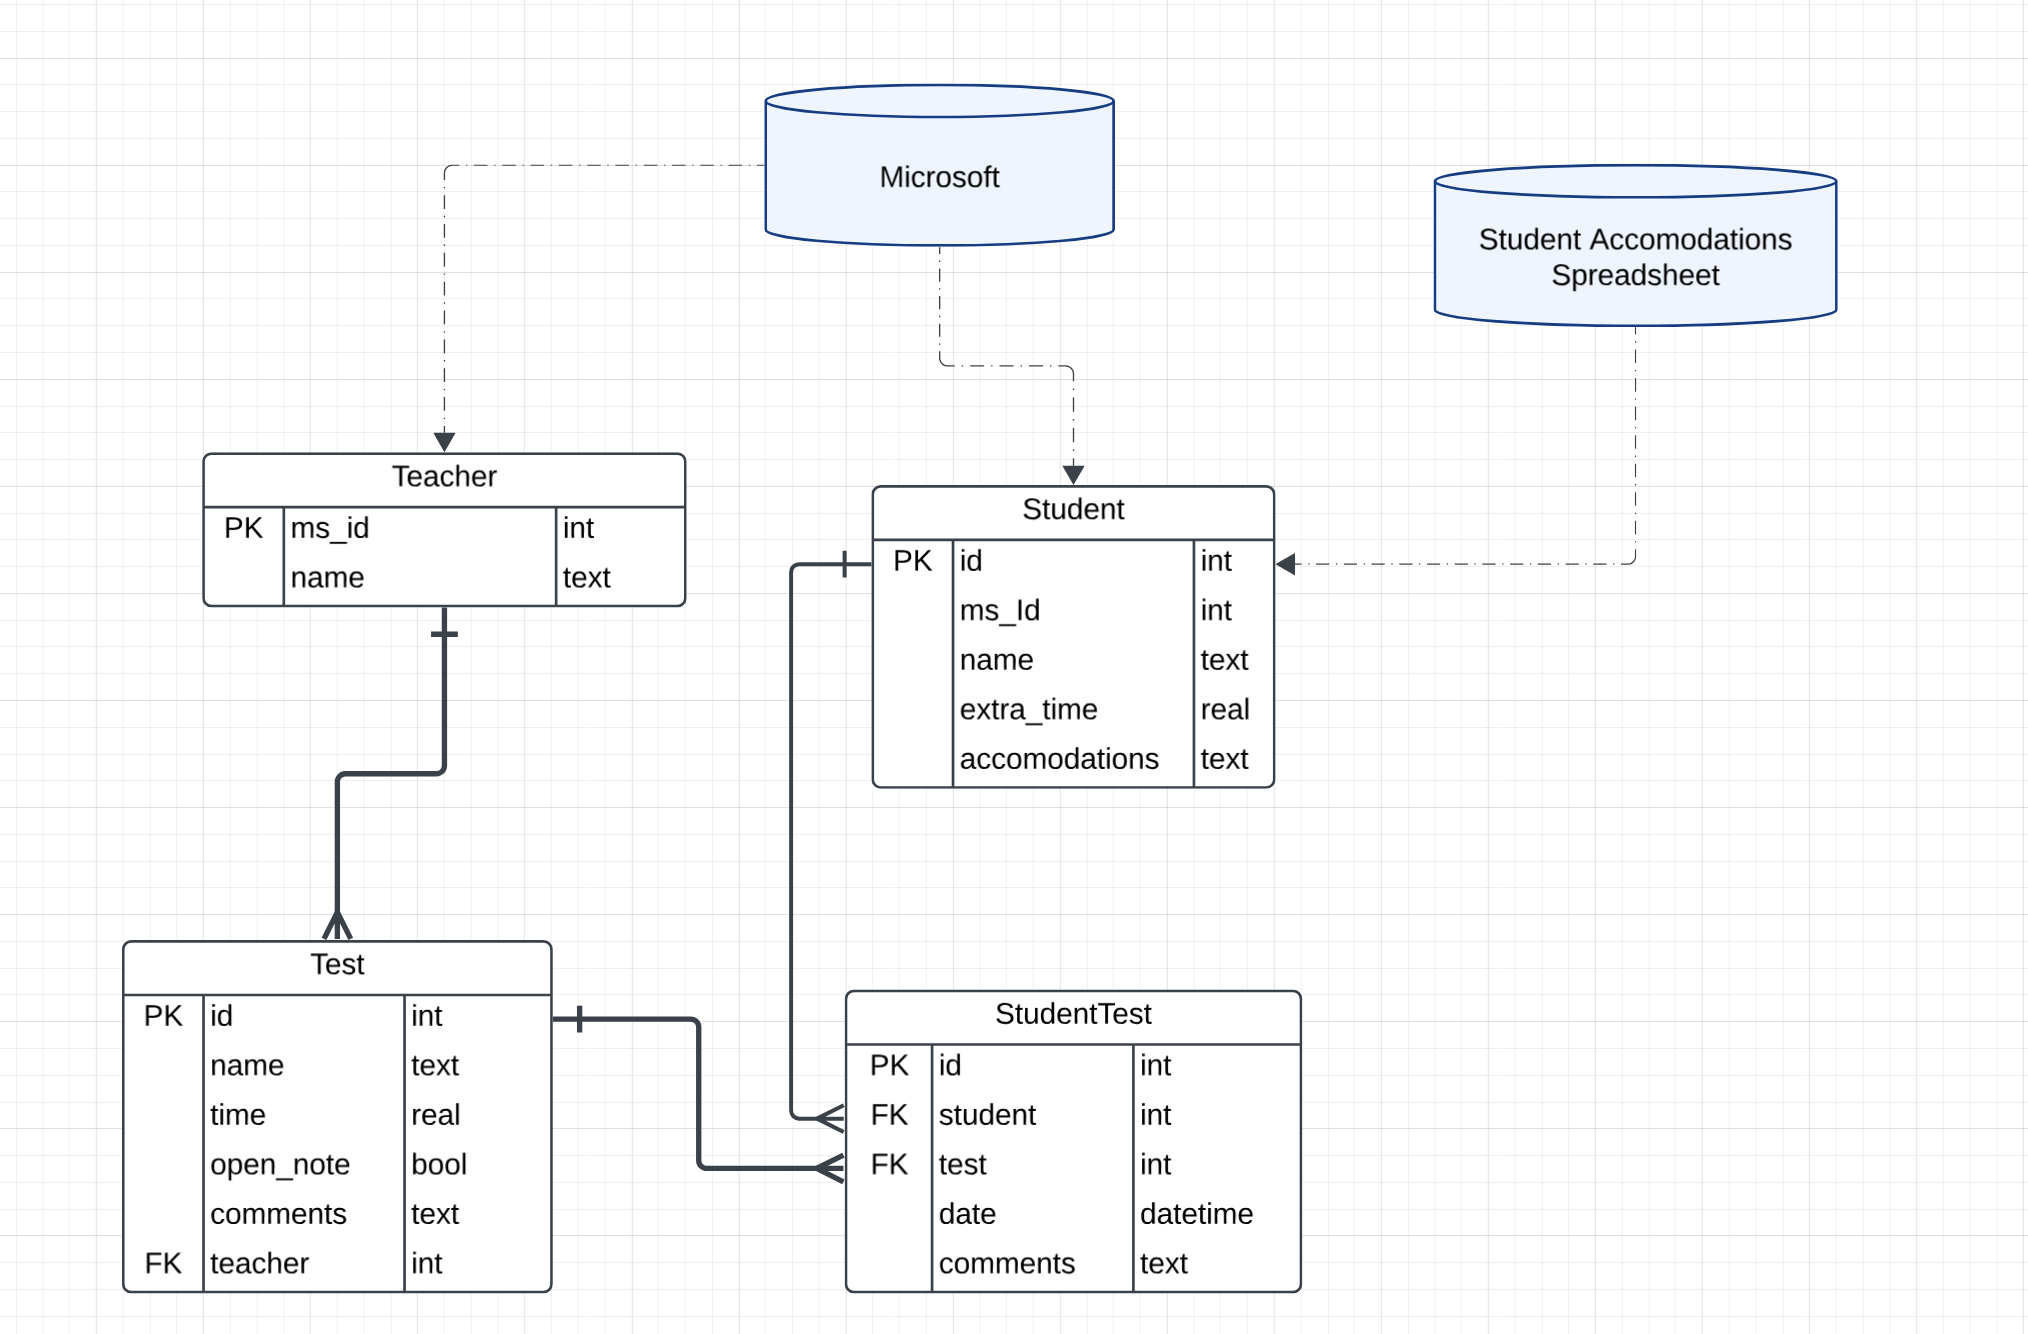 Microsoft
Student Accomodations
Spreadsheet
Teacher
PK ms_id int
name text
Student
PK id int
ms_Id int
name text
extra_time real
accomodations text
Test
PK id int
name text
time real
open_note bool
comments text
FK teacher int
StudentTest
PK id int
FK student int
FK test int
date datetime
comments text